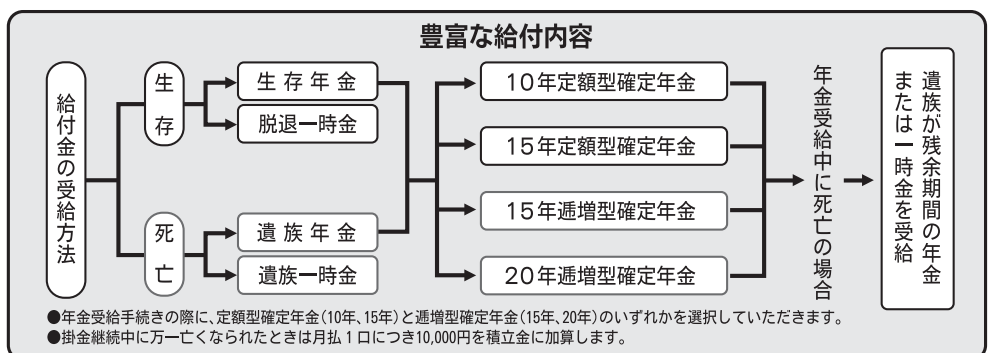 豊富な給付内容
給付金の受給方法
生存
生存年金
脱退一時金
死亡
遺族年金
遺族一時金
10年定額型確定年金
15年定額型確定年金
15年逓増型確定年金
20年逓増型確定年金
年金受給中に死亡の場合
遺族が残余期間の年金
または一時金を受給
●年金受給手続きの際に、定額型確定年金(10年、15年)と逓増型確定年金(15年、20年)のいずれかを選択していただきます。
●掛金継続中に万一亡くなられたときは月払1口につき10,000円を積立金に加算します。